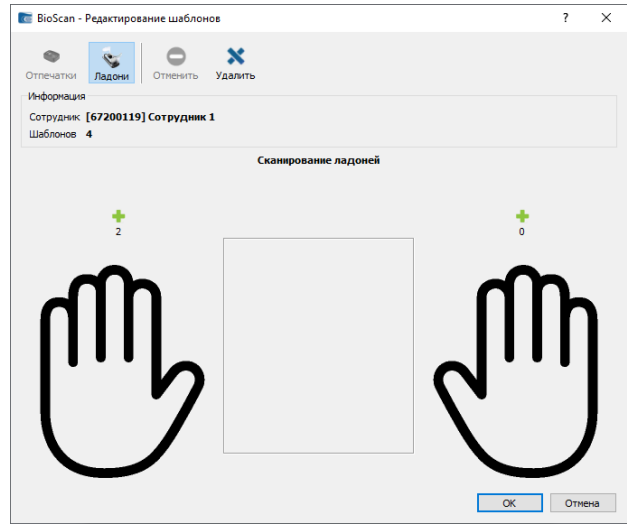 BioScan - Редактирование шаблонов
Отпечатки Ладони Отменить Удалить
Информация
Сотрудник [67200119] Сотрудник 1
Шаблонов 4
Сканирование ладоней
2 0
OK Отмена